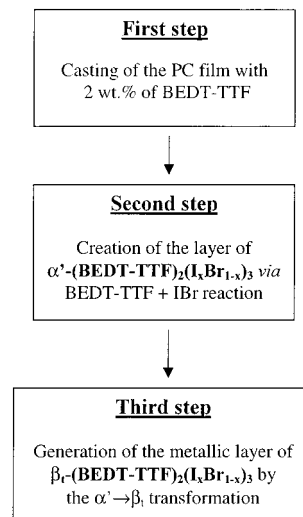 First step
Casting of the PC film with
2 wt.% of BEDT-TTF
Second step
Creation of the layer of
α’-(BEDT-TTF)₂(IₓBr₁₋ₓ)₃ via
BEDT-TTF + IBr reaction
Third step
Generation of the metallic layer of
βₜ-(BEDT-TTF)₂(IₓBr₁₋ₓ)₃ by
the α’→βₜ transformation